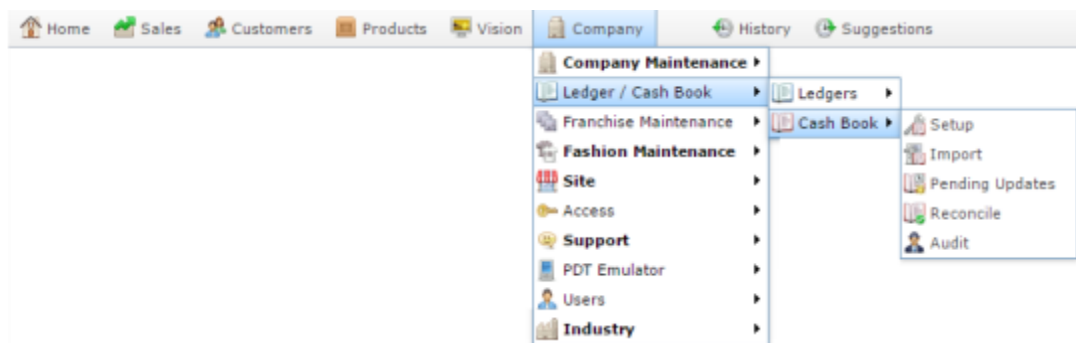 Home Sales Customers Products Vision Company History Suggestions
Company Maintenance
Ledger / Cash Book Ledgers
Franchise Maintenance Cash Book Setup
Fashion Maintenance Import
Site Pending Updates
Access Reconcile
Support Audit
PDT Emulator
Users
Industry